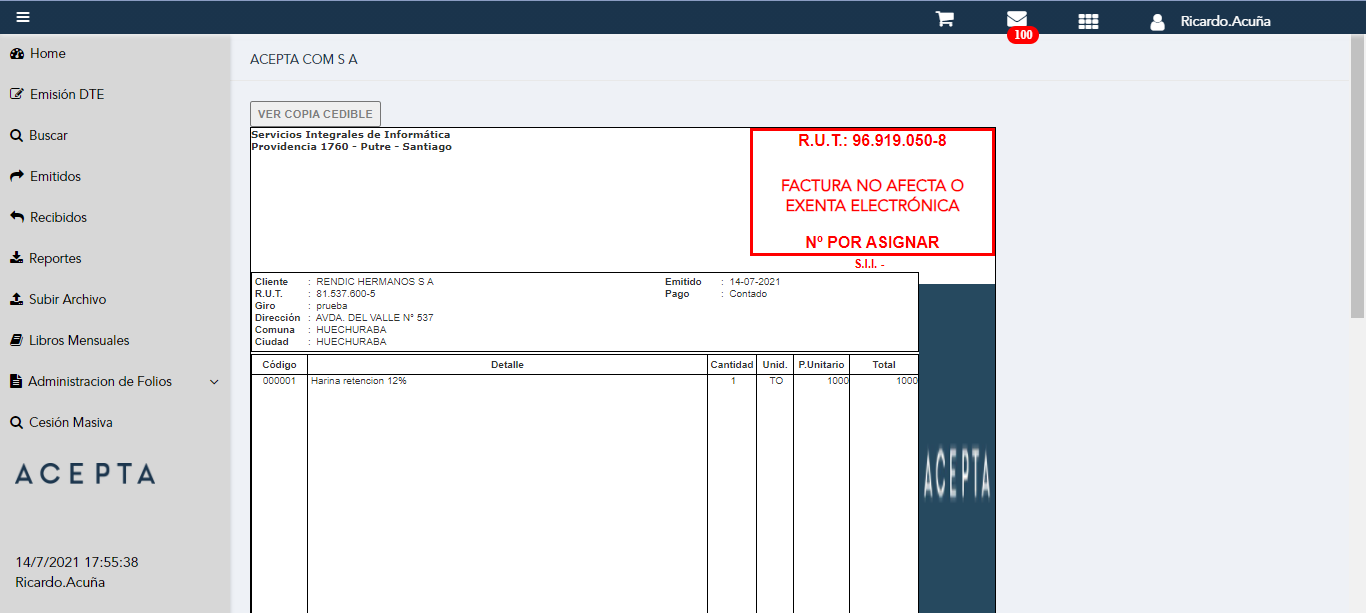 100
Ricardo.Acuña
Home
Emisión DTE
Buscar
Emitidos
Recibidos
Reportes
Subir Archivo
Libros Mensuales
Administracion de Folios
Cesión Masiva
ACEPTA
14/7/2021 17:55:38
Ricardo.Acuña
ACEPTA COM S A
VER COPIA CEDIBLE
Servicios Integrales de Informática
Providencia 1760 - Putre - Santiago
R.U.T.: 96.919.050-8
FACTURA NO AFECTA O
EXENTA ELECTRÓNICA
Nº POR ASIGNAR
S.I.I. -
Cliente : RENDIC HERMANOS S A Emitido : 14-07-2021
R.U.T. : 81.537.600-5 Pago : Contado
Giro : prueba
Dirección : AVDA. DEL VALLE N° 537
Comuna : HUECHURABA
Ciudad : HUECHURABA
Código Detalle Cantidad Unid. P.Unitario Total
000001 Harina retencion 12% 1 TO 1000 1000
ACEPTA